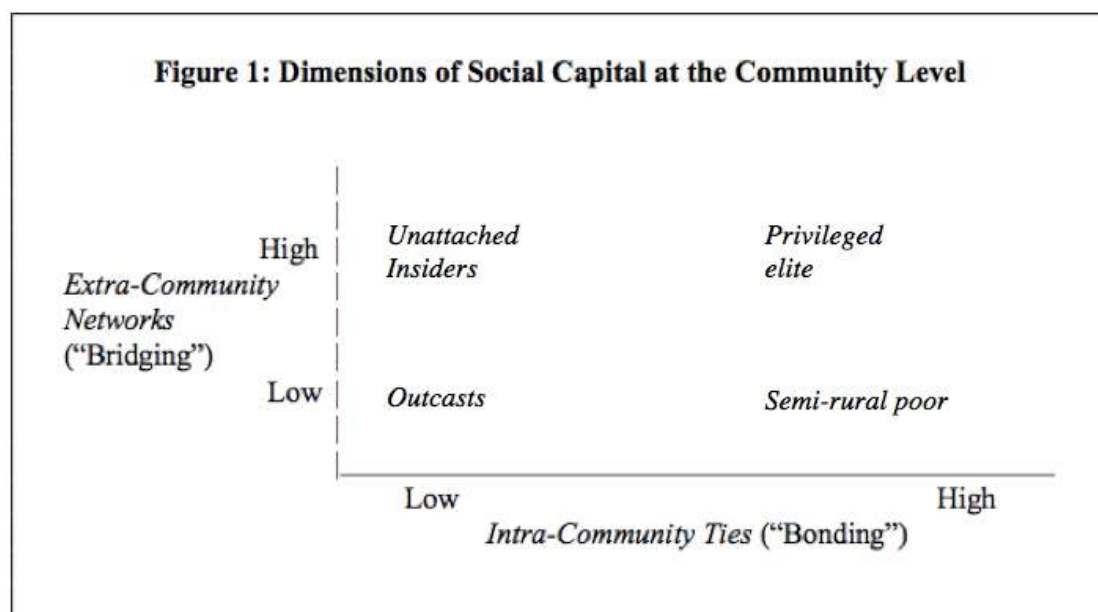 Figure 1: Dimensions of Social Capital at the Community Level
High
Unattached
Insiders
Privileged
elite
Extra-Community
Networks
(“Bridging”)
Low
Outcasts
Semi-rural poor
Low
High
Intra-Community Ties (“Bonding”)